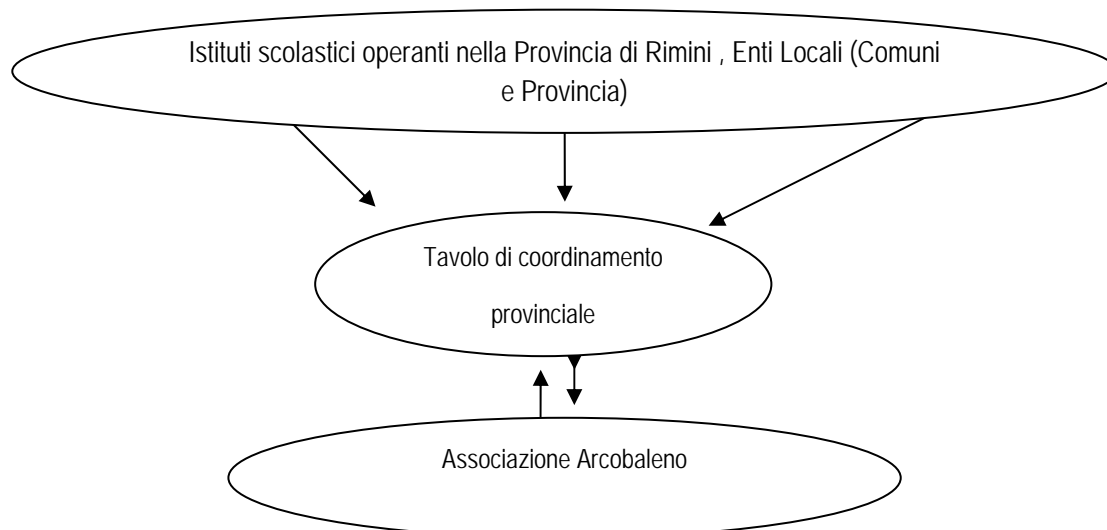 Istituti scolastici operanti nella Provincia di Rimini , Enti Locali (Comuni
e Provincia)
Tavolo di coordinamento
provinciale
Associazione Arcobaleno